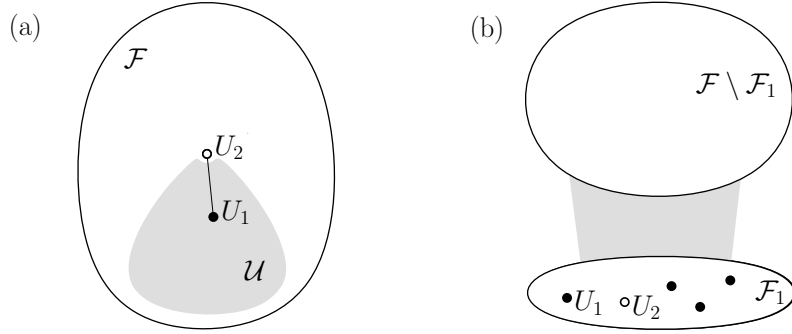 (a)
ℱ
U₂
U₁
𝒰
(b)
ℱ \ ℱ₁
U₁
U₂
ℱ₁